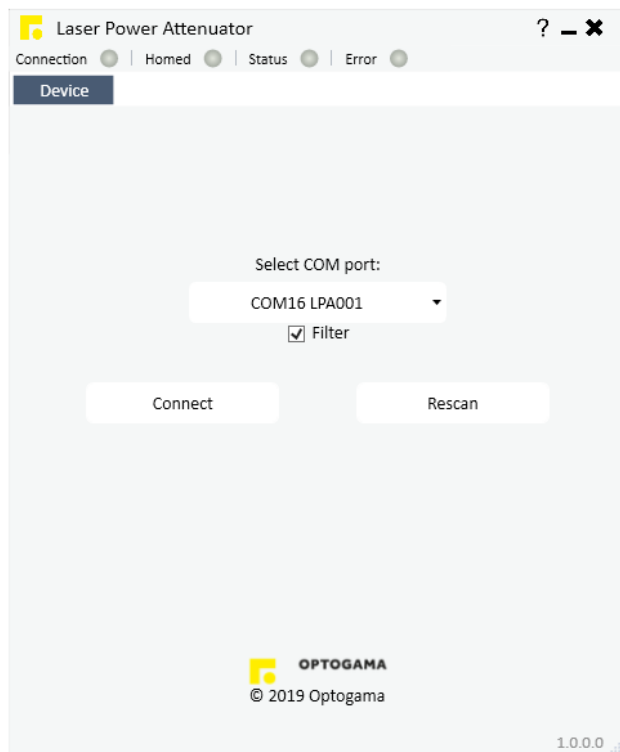 Laser Power Attenuator ?
Connection Homed Status Error
Device
Select COM port:
COM16 LPA001
Filter
Connect Rescan
OPTOGAMA
© 2019 Optogama
1.0.0.0